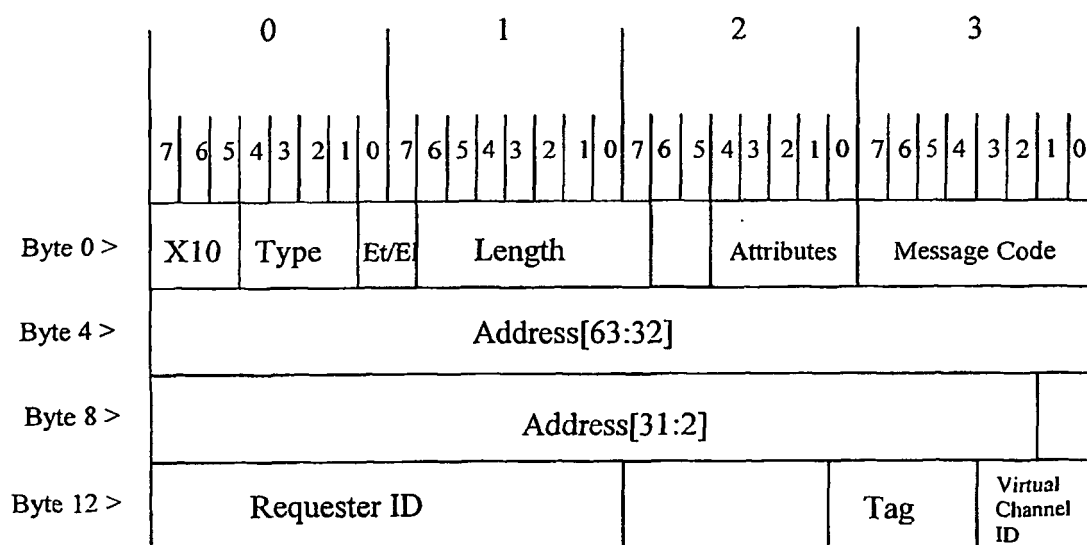 0 1 2 3
7 6 5 4 3 2 1 0 7 6 5 4 3 2 1 0 7 6 5 4 3 2 1 0 7 6 5 4 3 2 1 0
Byte 0 > X10 Type Et/El Length Attributes Message Code
Byte 4 > Address[63:32]
Byte 8 > Address[31:2]
Byte 12 > Requester ID Tag Virtual
Channel
ID